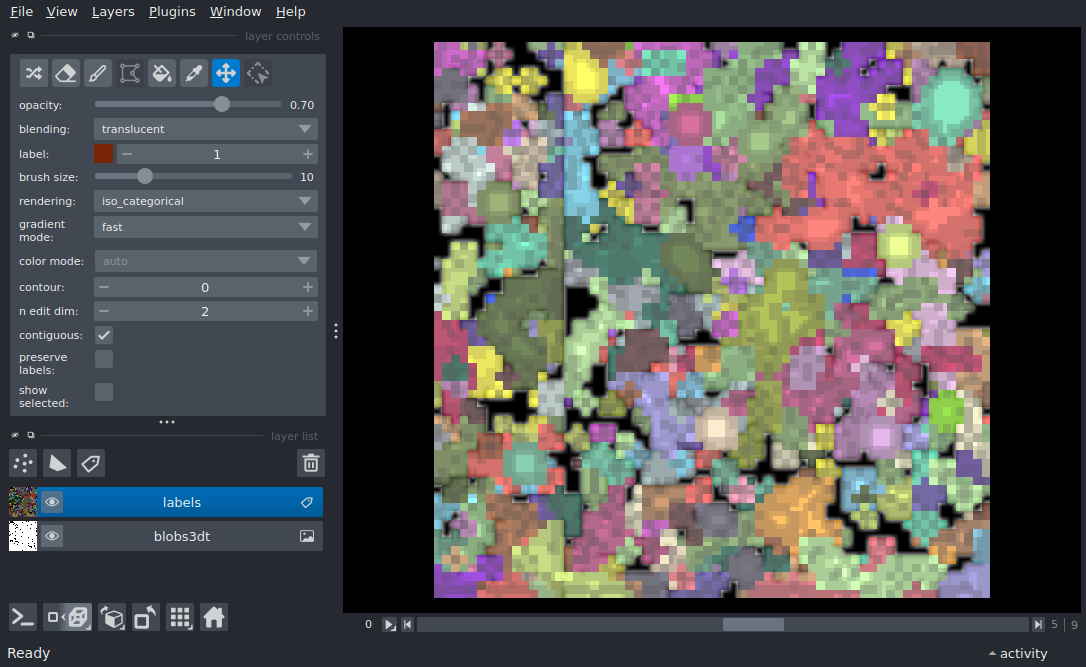 File View Layers Plugins Window Help
layer controls
opacity: 0.70
blending: translucent
label: 1
brush size: 10
rendering: iso_categorical
gradient
mode: fast
color mode: auto
contour: 0
n edit dim: 2
contiguous:
preserve
labels:
show
selected:
layer list
labels
blobs3dt
0 5 | 9
Ready activity